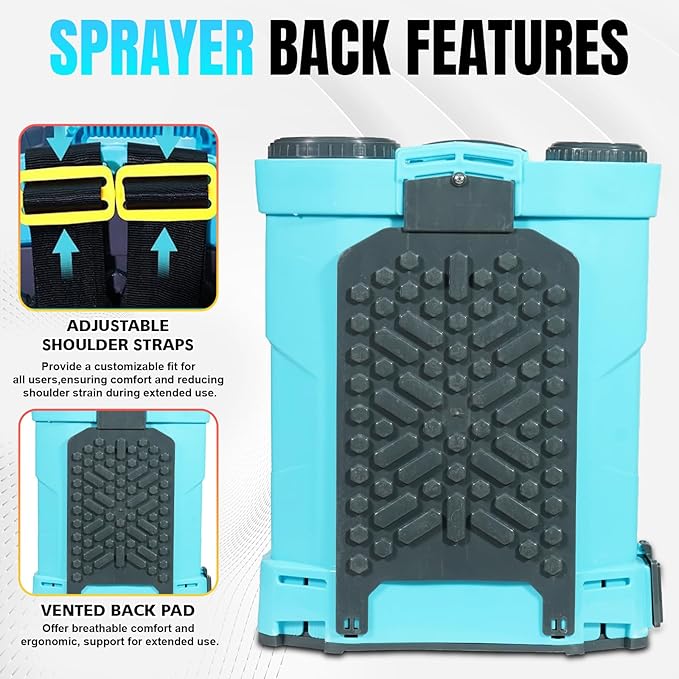 SPRAYER BACK FEATURES
ADJUSTABLE
SHOULDER STRAPS
Provide a customizable fit for
all users,ensuring comfort and reducing
shoulder strain during extended use.
VENTED BACK PAD
Offer breathable comfort and
ergonomic, support for extended use.